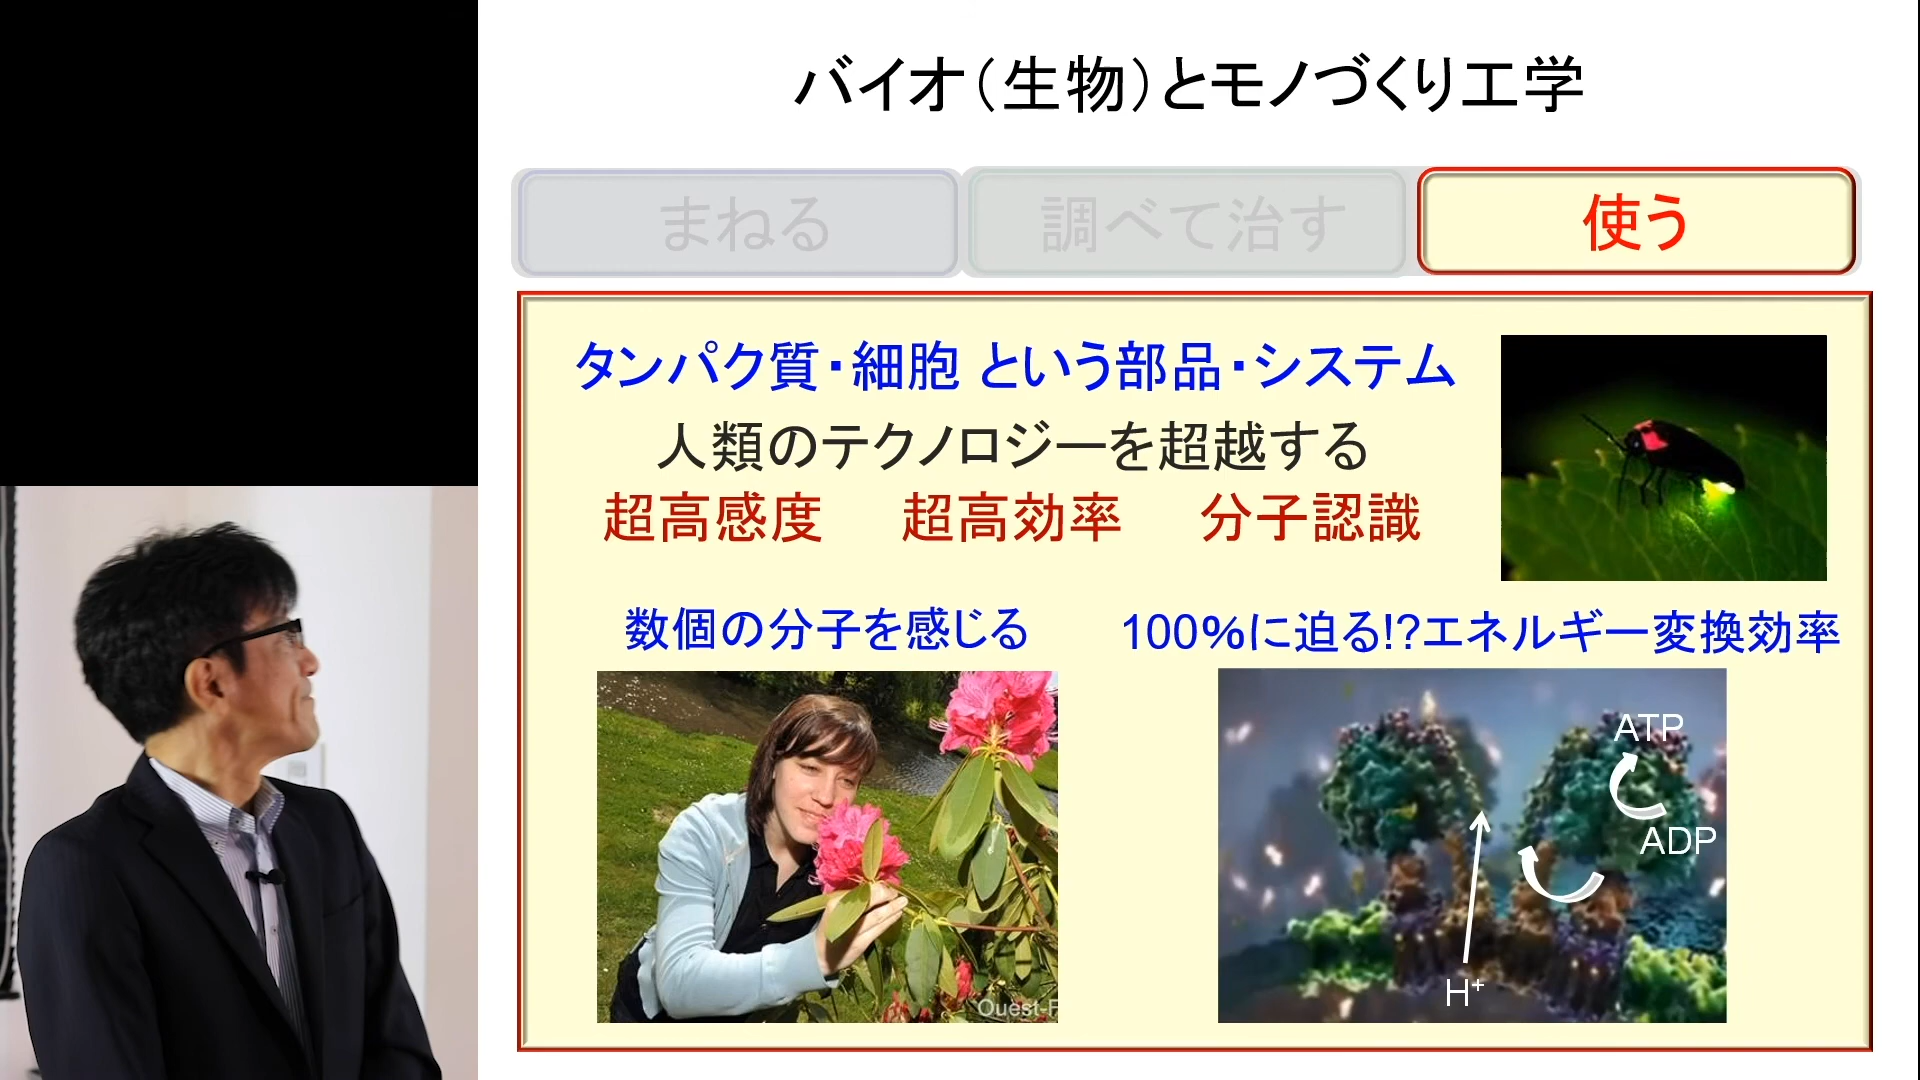 バイオ（生物）とモノづくり工学
まねる
調べて治す
使う
タンパク質・細胞 という部品・システム
人類のテクノロジーを超越する
超高感度 超高効率 分子認識
数個の分子を感じる
100%に迫る!?エネルギー変換効率
ATP
ADP
H⁺
Quest-F